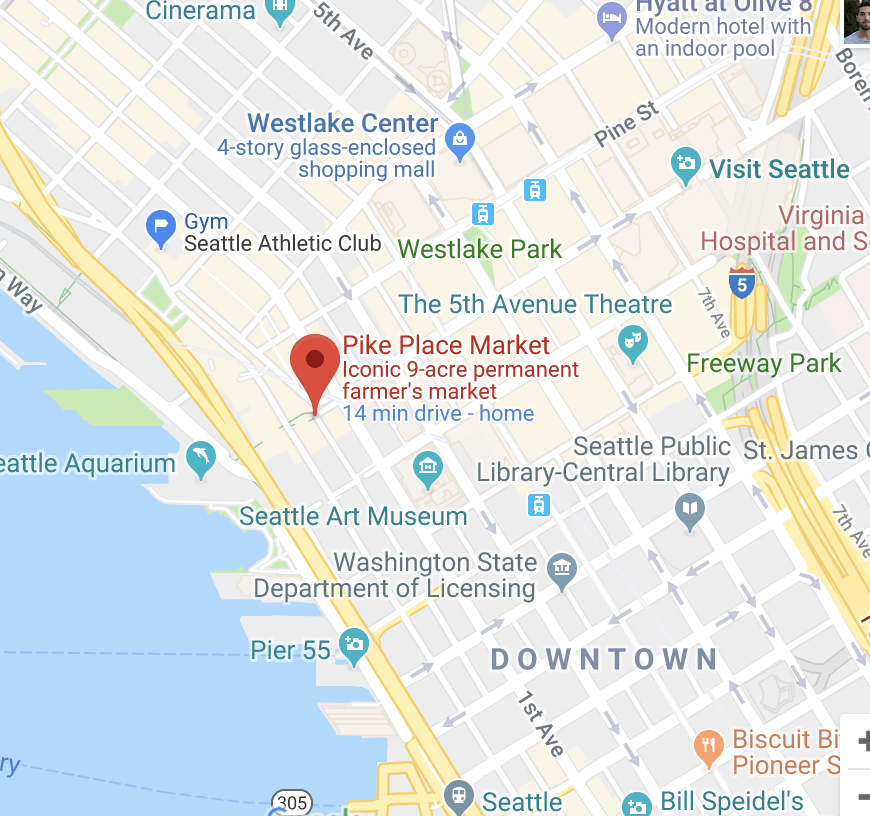 Cinerama
5th Ave
Hyatt at Olive 8
Modern hotel with
an indoor pool
Boren
Westlake Center
4-story glass-enclosed
shopping mall
Pine St
Visit Seattle
Gym
Seattle Athletic Club
Westlake Park
Virginia
Hospital and S
n Way
5
7th Ave
The 5th Avenue Theatre
Pike Place Market
Iconic 9-acre permanent
farmer's market
14 min drive - home
Freeway Park
eattle Aquarium
Seattle Public
Library-Central Library
St. James
Seattle Art Museum
7th Ave
Washington State
Department of Licensing
Pier 55
DOWNTOWN
1st Ave
Biscuit Bi
Pioneer S
ry
305
Seattle
Bill Speidel's
+
−